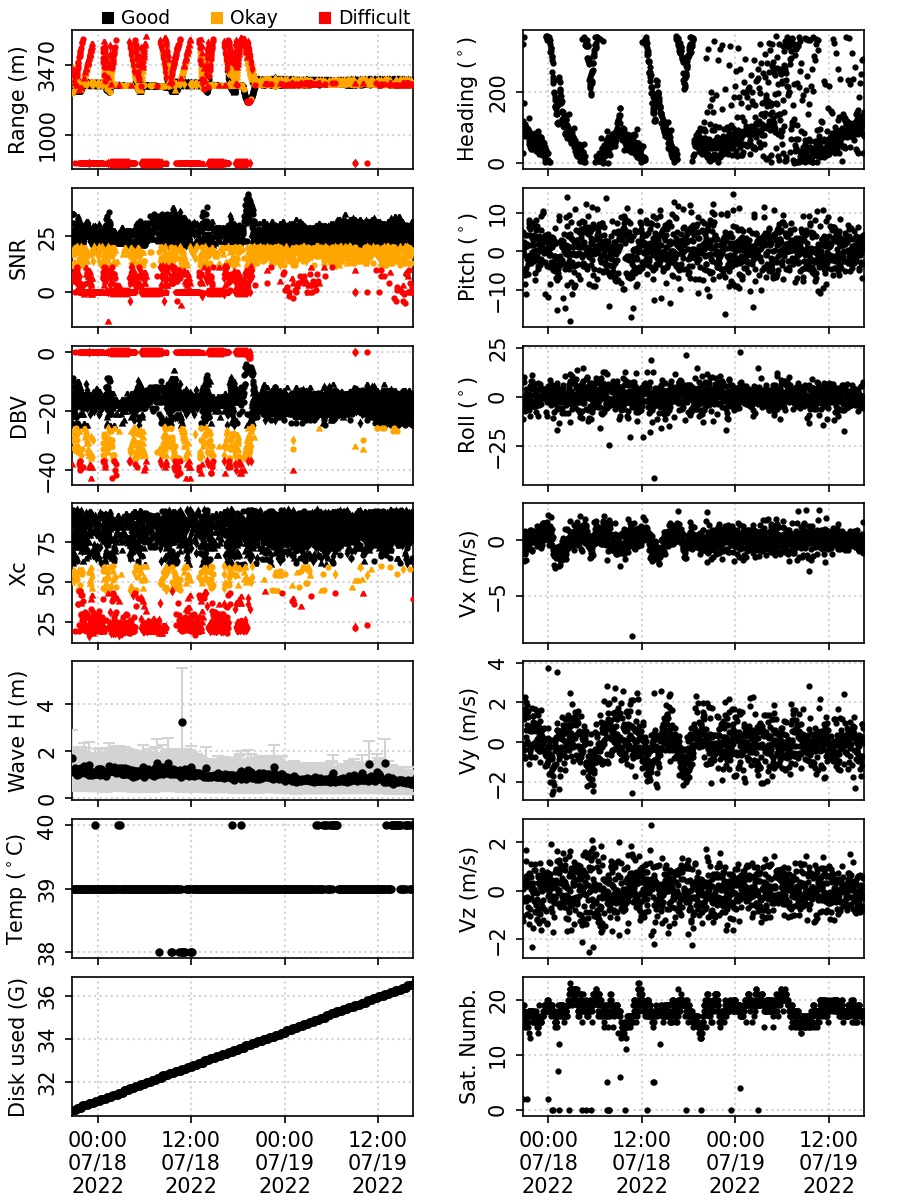 Good Okay Difficult
Range (m)
3470
1000
Heading (°)
200
0
SNR
25
0
Pitch (°)
10
0
−10
DBV
0
−20
−40
Roll (°)
25
0
−25
Xc
75
50
25
Vx (m/s)
0
−5
Wave H (m)
4
2
0
Vy (m/s)
4
2
0
−2
Temp (°C)
40
39
38
Vz (m/s)
2
0
−2
Disk used (G)
36
34
32
Sat. Numb.
20
10
0
00:00 12:00 00:00 12:00
07/18 07/18 07/19 07/19
2022 2022 2022 2022
00:00 12:00 00:00 12:00
07/18 07/18 07/19 07/19
2022 2022 2022 2022